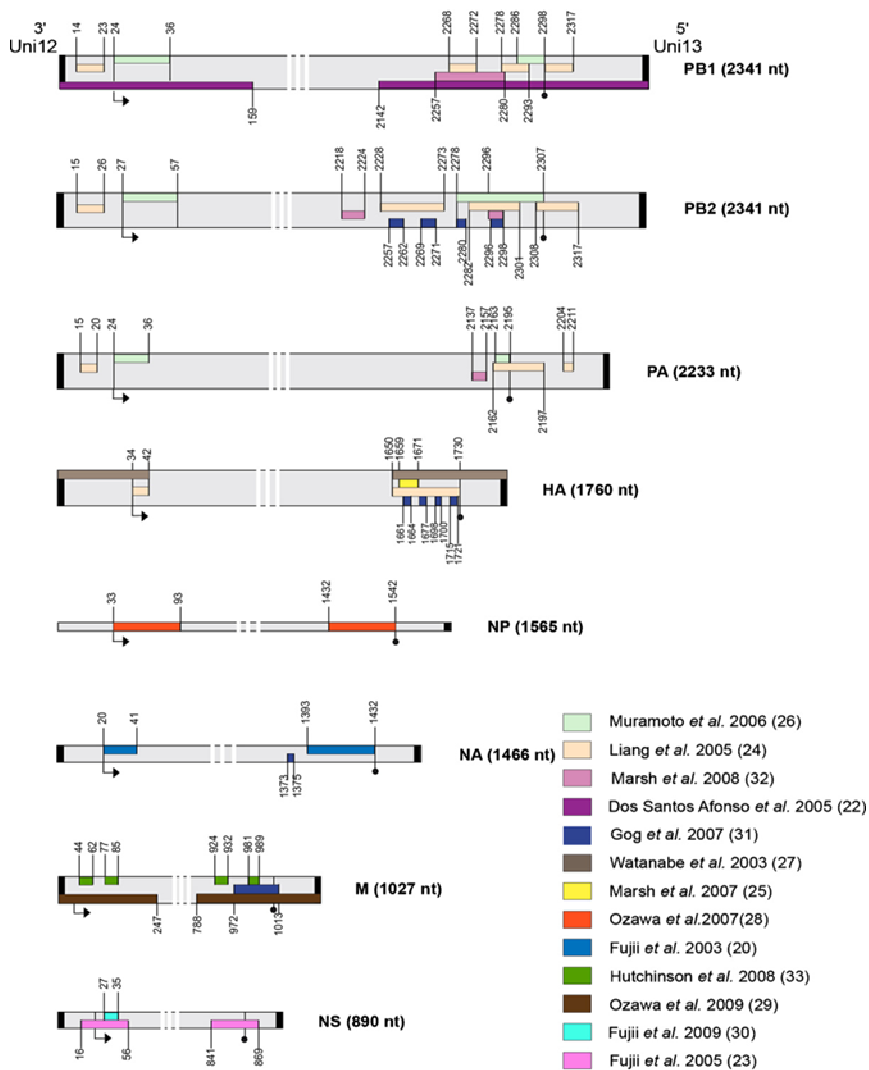 3'
Uni12
5'
Uni13
14 23 24 36 2268 2272 2278 2286 2298 2317
PB1 (2341 nt)
159 2142 2257 2280 2293
15 26 27 57 2218 2224 2228 2273 2278 2296 2307
PB2 (2341 nt)
2257 2262 2269 2271 2280 2282 2296 2298 2301 2308 2317
15 20 24 36 2137 2157 2163 2195 2204 2211
PA (2233 nt)
2162 2197
34 42 1650 1659 1671 1730
HA (1760 nt)
1661 1664 1677 1698 1700 1715 1721
33 93 1432 1542
NP (1565 nt)
20 41 1393 1432
NA (1466 nt)
1373 1375
44 62 77 85 924 932 981 989
M (1027 nt)
247 788 972 1013
27 35
NS (890 nt)
16 56 841 869
Muramoto et al. 2006 (26)
Liang et al. 2005 (24)
Marsh et al. 2008 (32)
Dos Santos Afonso et al. 2005 (22)
Gog et al. 2007 (31)
Watanabe et al. 2003 (27)
Marsh et al. 2007 (25)
Ozawa et al.2007(28)
Fujii et al. 2003 (20)
Hutchinson et al. 2008 (33)
Ozawa et al. 2009 (29)
Fujii et al. 2009 (30)
Fujii et al. 2005 (23)